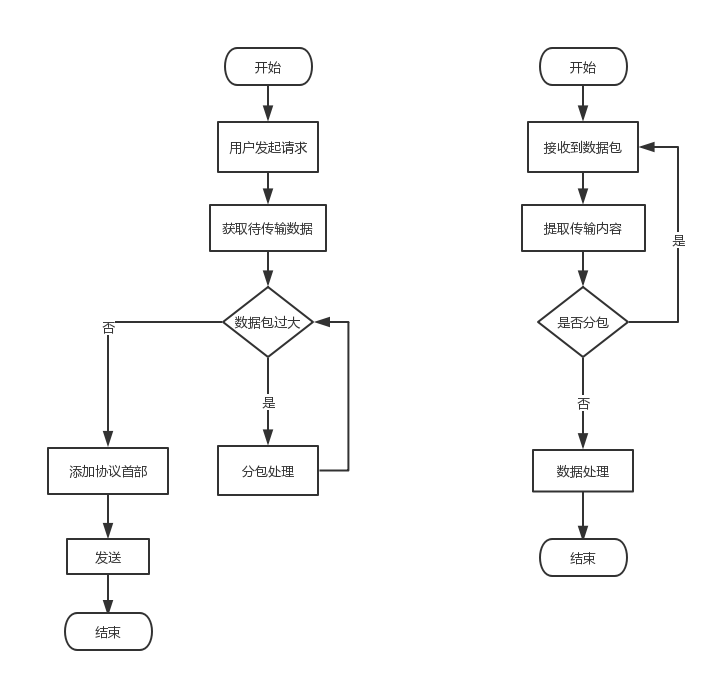 开始
用户发起请求
获取待传输数据
数据包过大
否
是
添加协议首部
分包处理
发送
结束
开始
接收到数据包
提取传输内容
是
是否分包
否
数据处理
结束